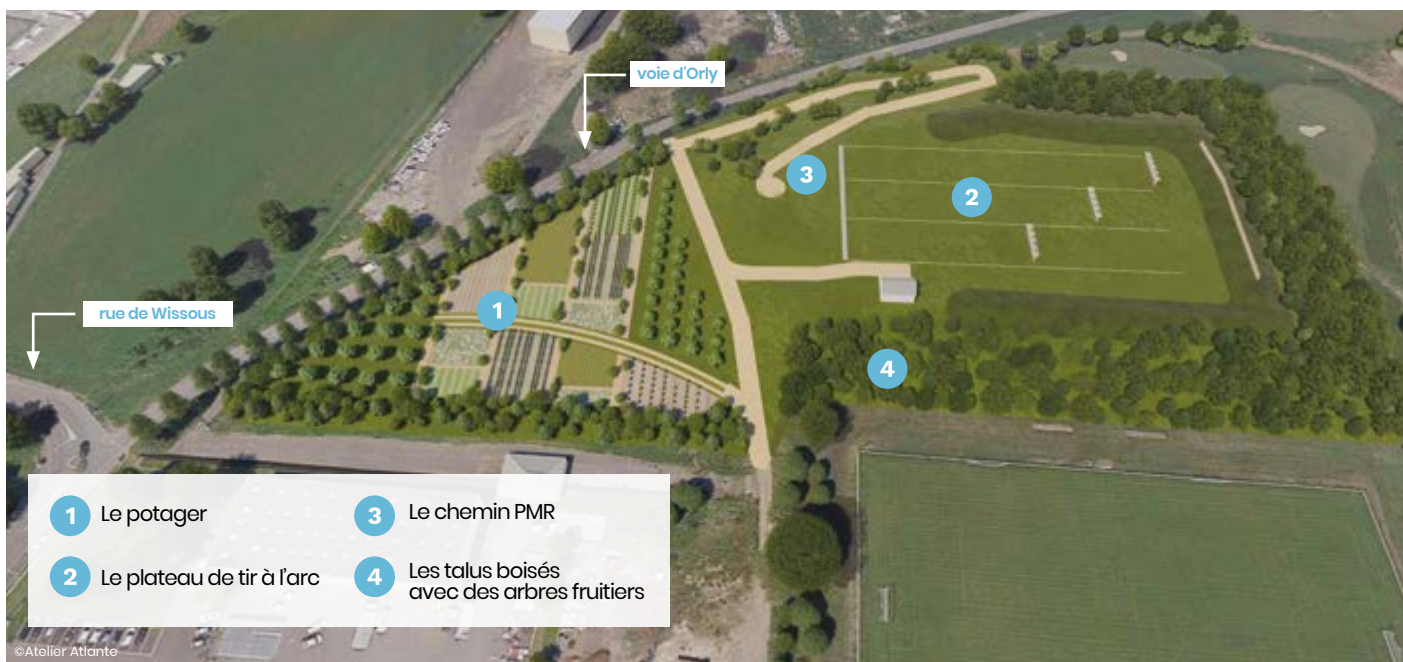 voie d'Orly
3
2
rue de Wissous
1
4
1 Le potager
2 Le plateau de tir à l'arc
3 Le chemin PMR
4 Les talus boisés
avec des arbres fruitiers
©Atelier Atlante